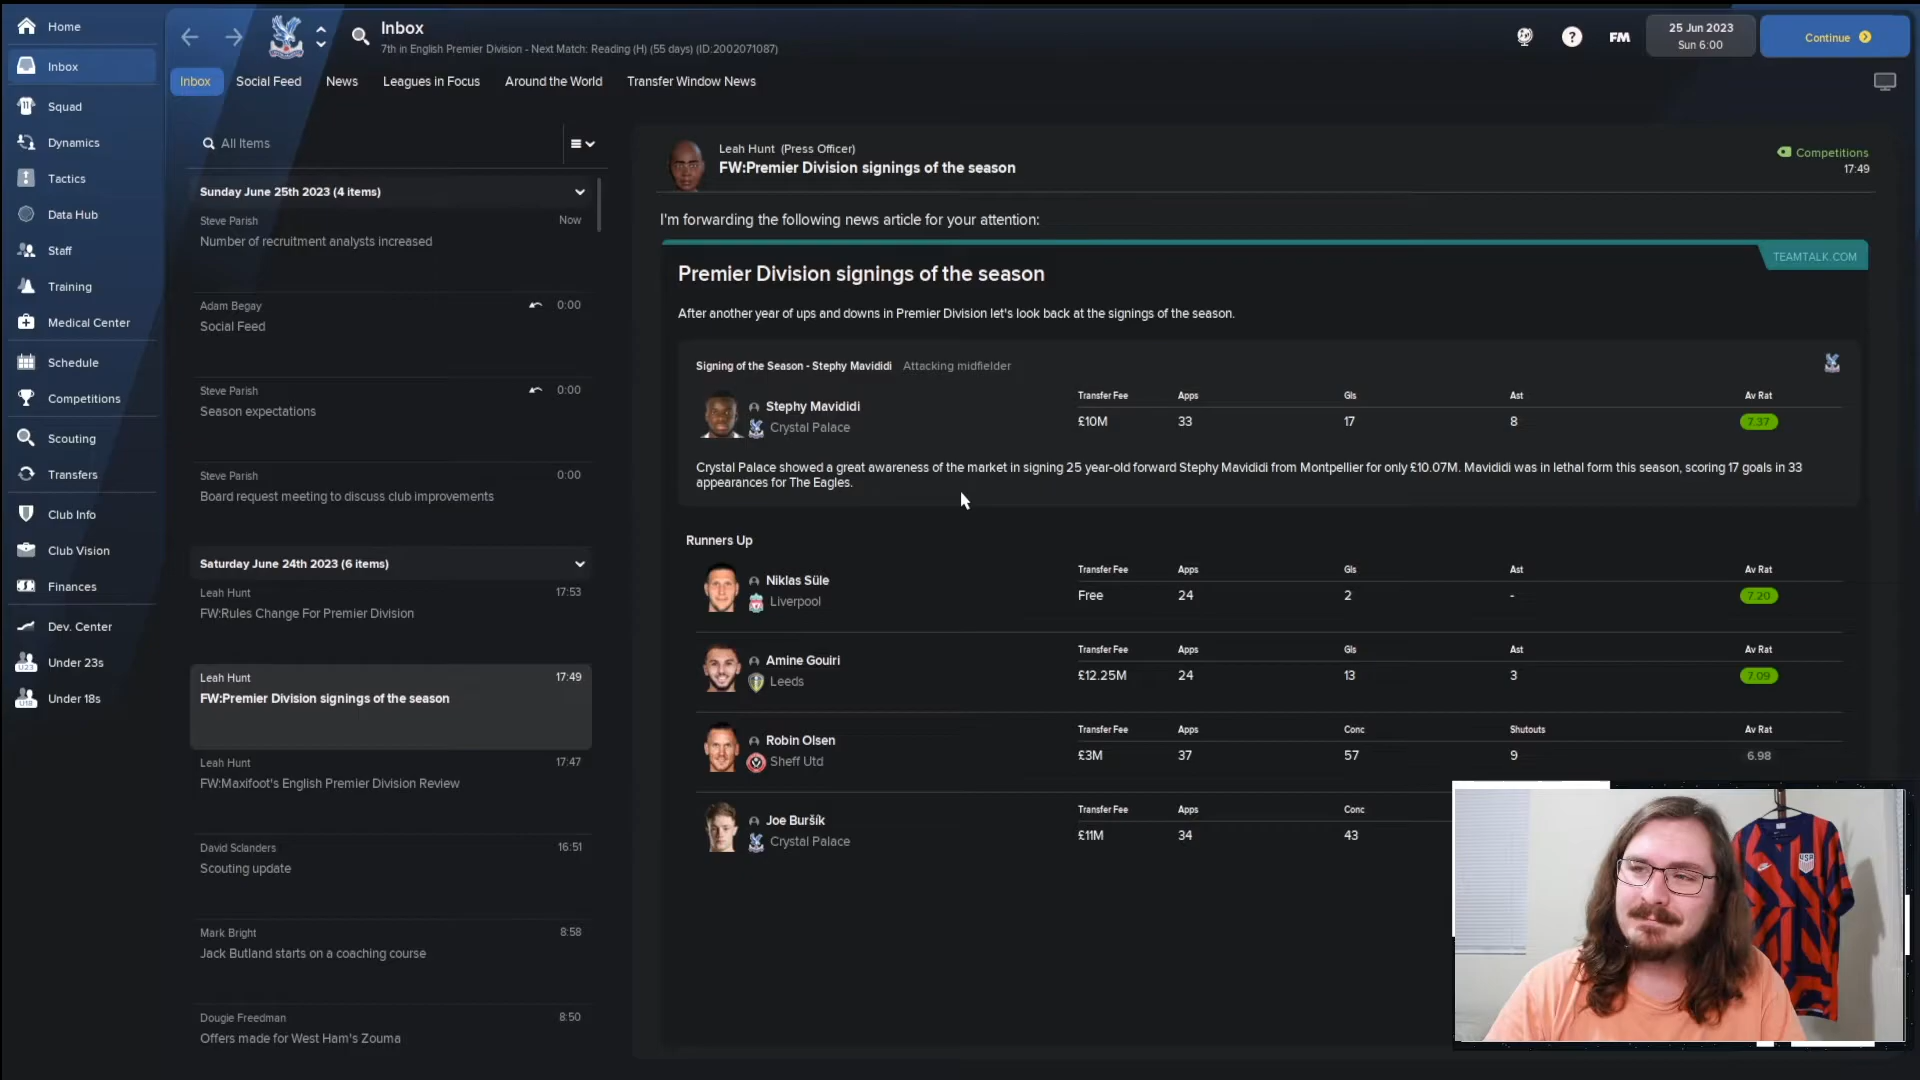 Home
Inbox
Squad
Dynamics
Tactics
Data Hub
Staff
Training
Medical Center
Schedule
Competitions
Scouting
Transfers
Club Info
Club Vision
Finances
Dev. Center
U23 Under 23s
U18 Under 18s
Inbox
7th in English Premier Division - Next Match: Reading (H) (55 days) (ID:2002071087)
? FM
25 Jun 2023
Sun 6:00
Continue
Inbox Social Feed News Leagues in Focus Around the World Transfer Window News
All Items
Sunday June 25th 2023 (4 items)
Steve Parish Now
Number of recruitment analysts increased
Adam Begay 0:00
Social Feed
Steve Parish 0:00
Season expectations
Steve Parish 0:00
Board request meeting to discuss club improvements
Saturday June 24th 2023 (6 items)
Leah Hunt 17:53
FW:Rules Change For Premier Division
Leah Hunt 17:49
FW:Premier Division signings of the season
Leah Hunt 17:47
FW:Maxifoot's English Premier Division Review
David Sclanders 16:51
Scouting update
Mark Bright 8:58
Jack Butland starts on a coaching course
Dougie Freedman 8:50
Offers made for West Ham's Zouma
Leah Hunt (Press Officer)
FW:Premier Division signings of the season
Competitions
17:49
I'm forwarding the following news article for your attention:
TEAMTALK.COM
Premier Division signings of the season
After another year of ups and downs in Premier Division let's look back at the signings of the season.
Signing of the Season - Stephy Mavididi Attacking midfielder
Transfer Fee Apps Gls Ast Av Rat
Stephy Mavididi
Crystal Palace
£10M 33 17 8 7.37
Crystal Palace showed a great awareness of the market in signing 25 year-old forward Stephy Mavididi from Montpellier for only £10.07M. Mavididi was in lethal form this season, scoring 17 goals in 33
appearances for The Eagles.
Runners Up
Transfer Fee Apps Gls Ast Av Rat
Niklas Süle
Liverpool
Free 24 2 - 7.20
Transfer Fee Apps Gls Ast Av Rat
Amine Gouiri
Leeds
£12.25M 24 13 3 7.09
Transfer Fee Apps Conc Shutouts Av Rat
Robin Olsen
Sheff Utd
£3M 37 57 9 6.98
Transfer Fee Apps Conc
Joe Buršík
Crystal Palace
£11M 34 43